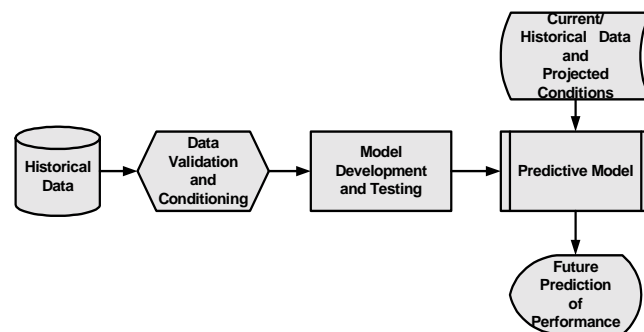 Current/
Historical Data
and
Projected
Conditions
Historical
Data
Data
Validation
and
Conditioning
Model
Development
and Testing
Predictive Model
Future
Prediction
of
Performance